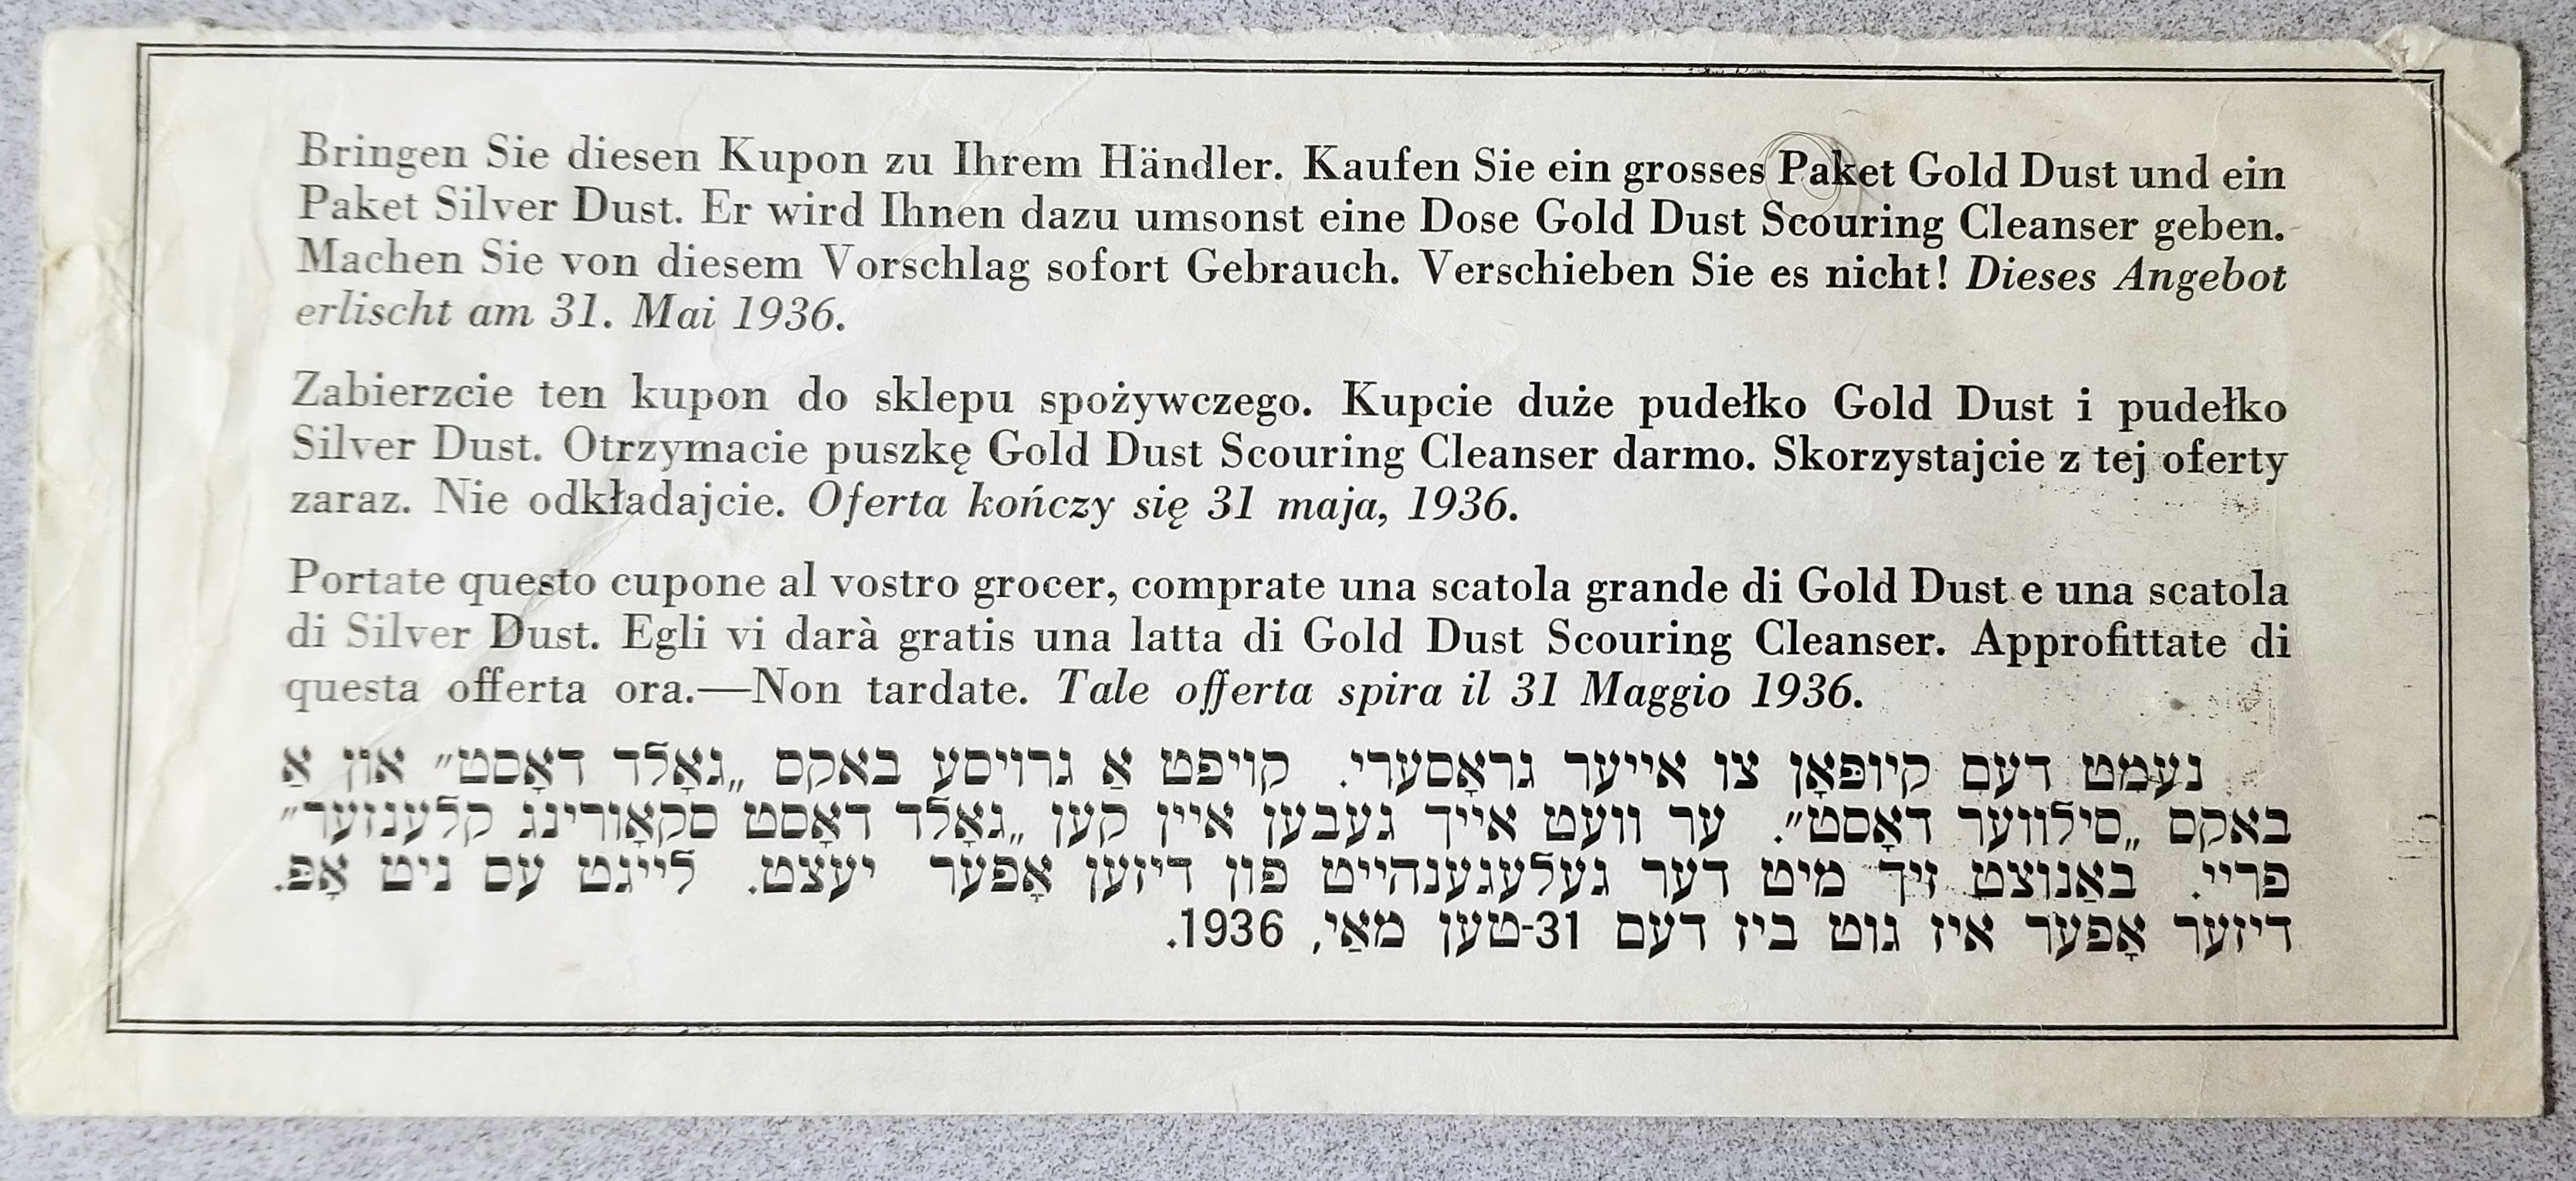 Bringen Sie diesen Kupon zu Ihrem Händler. Kaufen Sie ein grosses Paket Gold Dust und ein
Paket Silver Dust. Er wird Ihnen dazu umsonst eine Dose Gold Dust Scouring Cleanser geben.
Machen Sie von diesem Vorschlag sofort Gebrauch. Verschieben Sie es nicht! Dieses Angebot
erlischt am 31. Mai 1936.
Zabierzcie ten kupon do sklepu spożywczego. Kupcie duże pudełko Gold Dust i pudełko
Silver Dust. Otrzymacie puszkę Gold Dust Scouring Cleanser darmo. Skorzystajcie z tej oferty
zaraz. Nie odkładajcie. Oferta kończy się 31 maja, 1936.
Portate questo cupone al vostro grocer, comprate una scatola grande di Gold Dust e una scatola
di Silver Dust. Egli vi darà gratis una latta di Gold Dust Scouring Cleanser. Approfittate di
questa offerta ora.—Non tardate. Tale offerta spira il 31 Maggio 1936.
נעמט דעם קיופּאָן צו אייער גראָסערי. קויפט אַ גרויסע באקס „גאָלד דאָסט״ און אַ
באקס „סילווער דאָסט״. ער וועט אייך געבען איין קען „גאָלד דאָסט סקאָורינג קלענזער״
פריי. באַנוצט זיך מיט דער געלעגענהייט פון דיזען אָפער יעצט. לייגט עס ניט אָפּ.
דיזער אָפער איז גוט ביז דעם 31-טען מאַי, 1936.